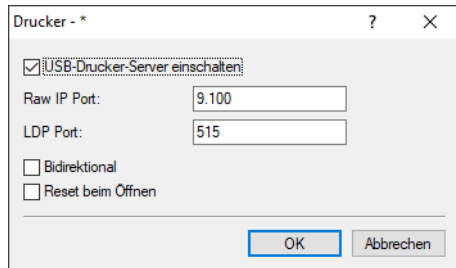 Drucker - *
USB-Drucker-Server einschalten
Raw IP Port: 9.100
LDP Port: 515
Bidirektional
Reset beim Öffnen
OK Abbrechen